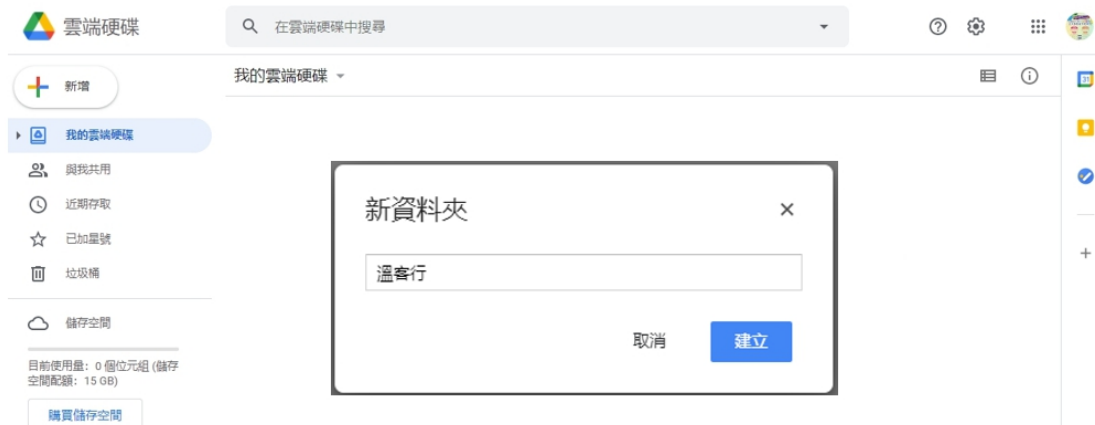 雲端硬碟
在雲端硬碟中搜尋
新增
我的雲端硬碟
31
我的雲端硬碟
與我共用
近期存取
已加星號
垃圾桶
儲存空間
目前使用量：0 個位元組 (儲存
空間配額：15 GB)
購買儲存空間
新資料夾
溫客行
取消
建立